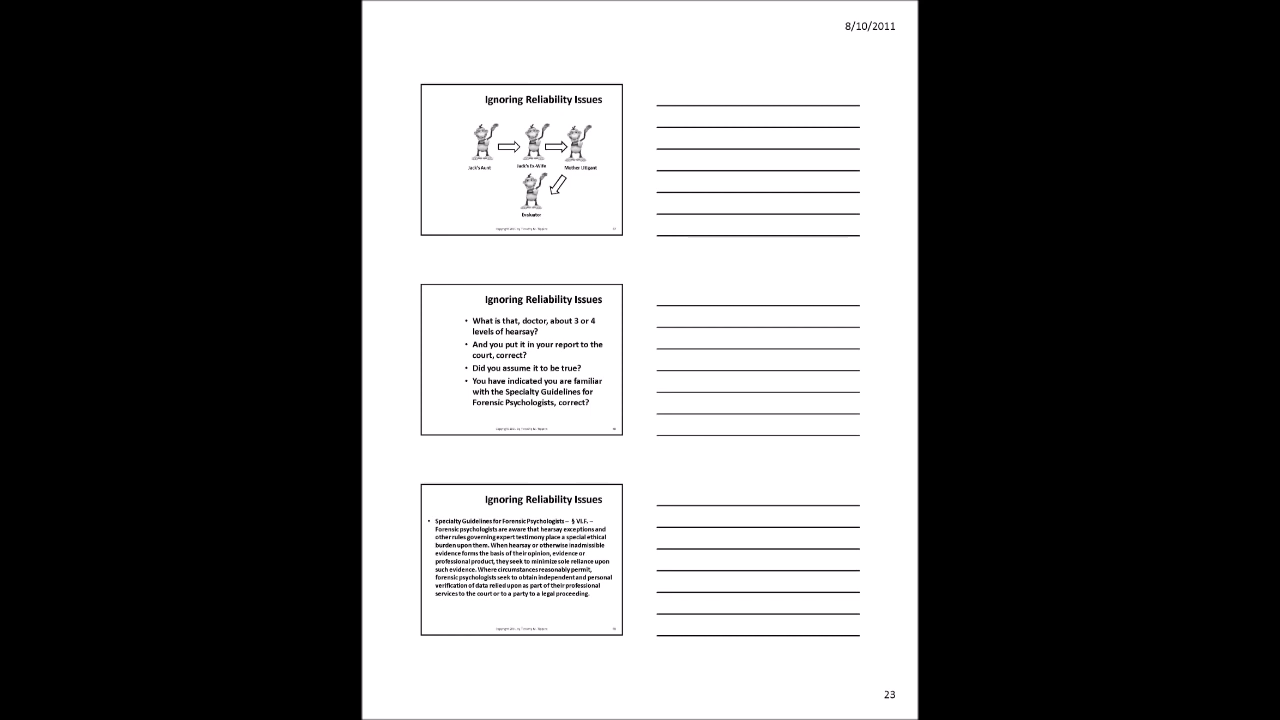 8/10/2011
Ignoring Reliability Issues
Jack's Aunt
Jack's Ex-Wife
Mother Litigant
Evaluator
Ignoring Reliability Issues
• What is that, doctor, about 3 or 4
levels of hearsay?
• And you put it in your report to the
court, correct?
• Did you assume it to be true?
• You have indicated you are familiar
with the Specialty Guidelines for
Forensic Psychologists, correct?
Ignoring Reliability Issues
• Specialty Guidelines for Forensic Psychologists – § VI.F. –
Forensic psychologists are aware that hearsay exceptions and
other rules governing expert testimony place a special ethical
burden upon them. When hearsay or otherwise inadmissible
evidence forms the basis of their opinion, evidence or
professional product, they seek to minimize sole reliance upon
such evidence. Where circumstances reasonably permit,
forensic psychologists seek to obtain independent and personal
verification of data relied upon as part of their professional
services to the court or to a party to a legal proceeding.
23